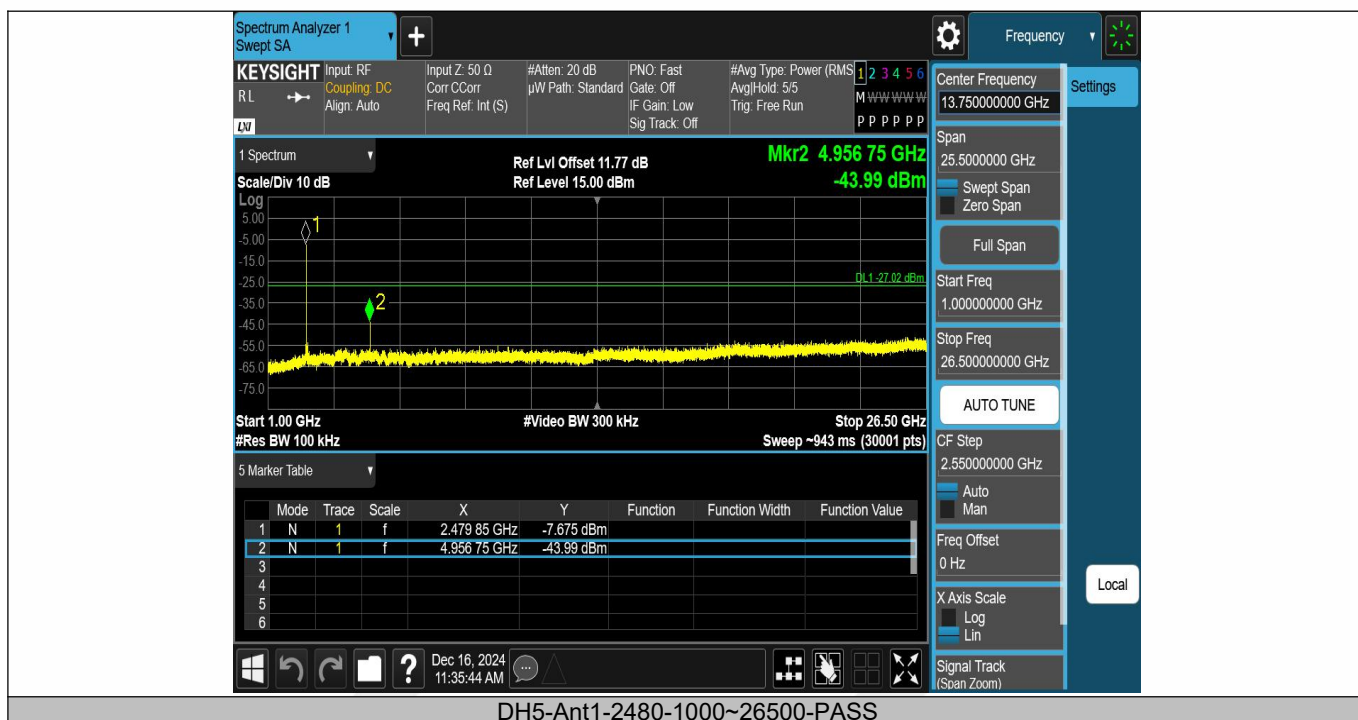 Spectrum Analyzer 1
Swept SA
+
Frequency
KEYSIGHT
RL
LXI
Input: RF
Coupling: DC
Align: Auto
Input Z: 50 Ω
Corr CCorr
Freq Ref: Int (S)
#Atten: 20 dB
µW Path: Standard
PNO: Fast
Gate: Off
IF Gain: Low
Sig Track: Off
#Avg Type: Power (RMS
Avg|Hold: 5/5
Trig: Free Run
1 2 3 4 5 6
M W W W W W
P P P P P P
1 Spectrum
Scale/Div 10 dB
Ref Lvl Offset 11.77 dB
Ref Level 15.00 dBm
Mkr2 4.956 75 GHz
-43.99 dBm
Log
5.00
-5.00
-15.0
-25.0
-35.0
-45.0
-55.0
-65.0
-75.0
1
2
DL1 -27.02 dBm
Start 1.00 GHz
#Video BW 300 kHz
Stop 26.50 GHz
#Res BW 100 kHz
Sweep ~943 ms (30001 pts)
5 Marker Table
Mode Trace Scale X Y Function Function Width Function Value
1 N 1 f 2.479 85 GHz -7.675 dBm
2 N 1 f 4.956 75 GHz -43.99 dBm
3
4
5
6
?
Dec 16, 2024
11:35:44 AM
Center Frequency
13.750000000 GHz
Settings
Span
25.5000000 GHz
Swept Span
Zero Span
Full Span
Start Freq
1.000000000 GHz
Stop Freq
26.500000000 GHz
AUTO TUNE
CF Step
2.550000000 GHz
Auto
Man
Freq Offset
0 Hz
Local
X Axis Scale
Log
Lin
Signal Track
(Span Zoom)
DH5-Ant1-2480-1000~26500-PASS